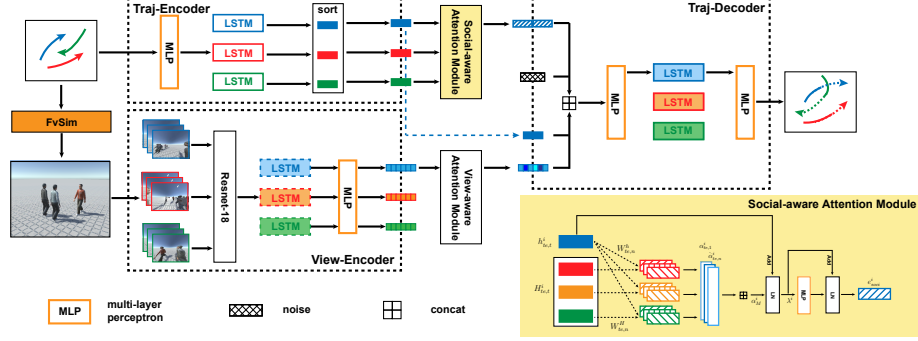 Traj-Encoder
MLP
LSTM
LSTM
LSTM
sort
Social-aware
Attention Module
Traj-Decoder
MLP
LSTM
LSTM
LSTM
MLP
FvSim
Resnet-18
LSTM
LSTM
LSTM
MLP
View-aware
Attention Module
View-Encoder
Social-aware Attention Module
Add
Add
LN
MLP
LN
MLP
multi-layer
perceptron
noise
concat